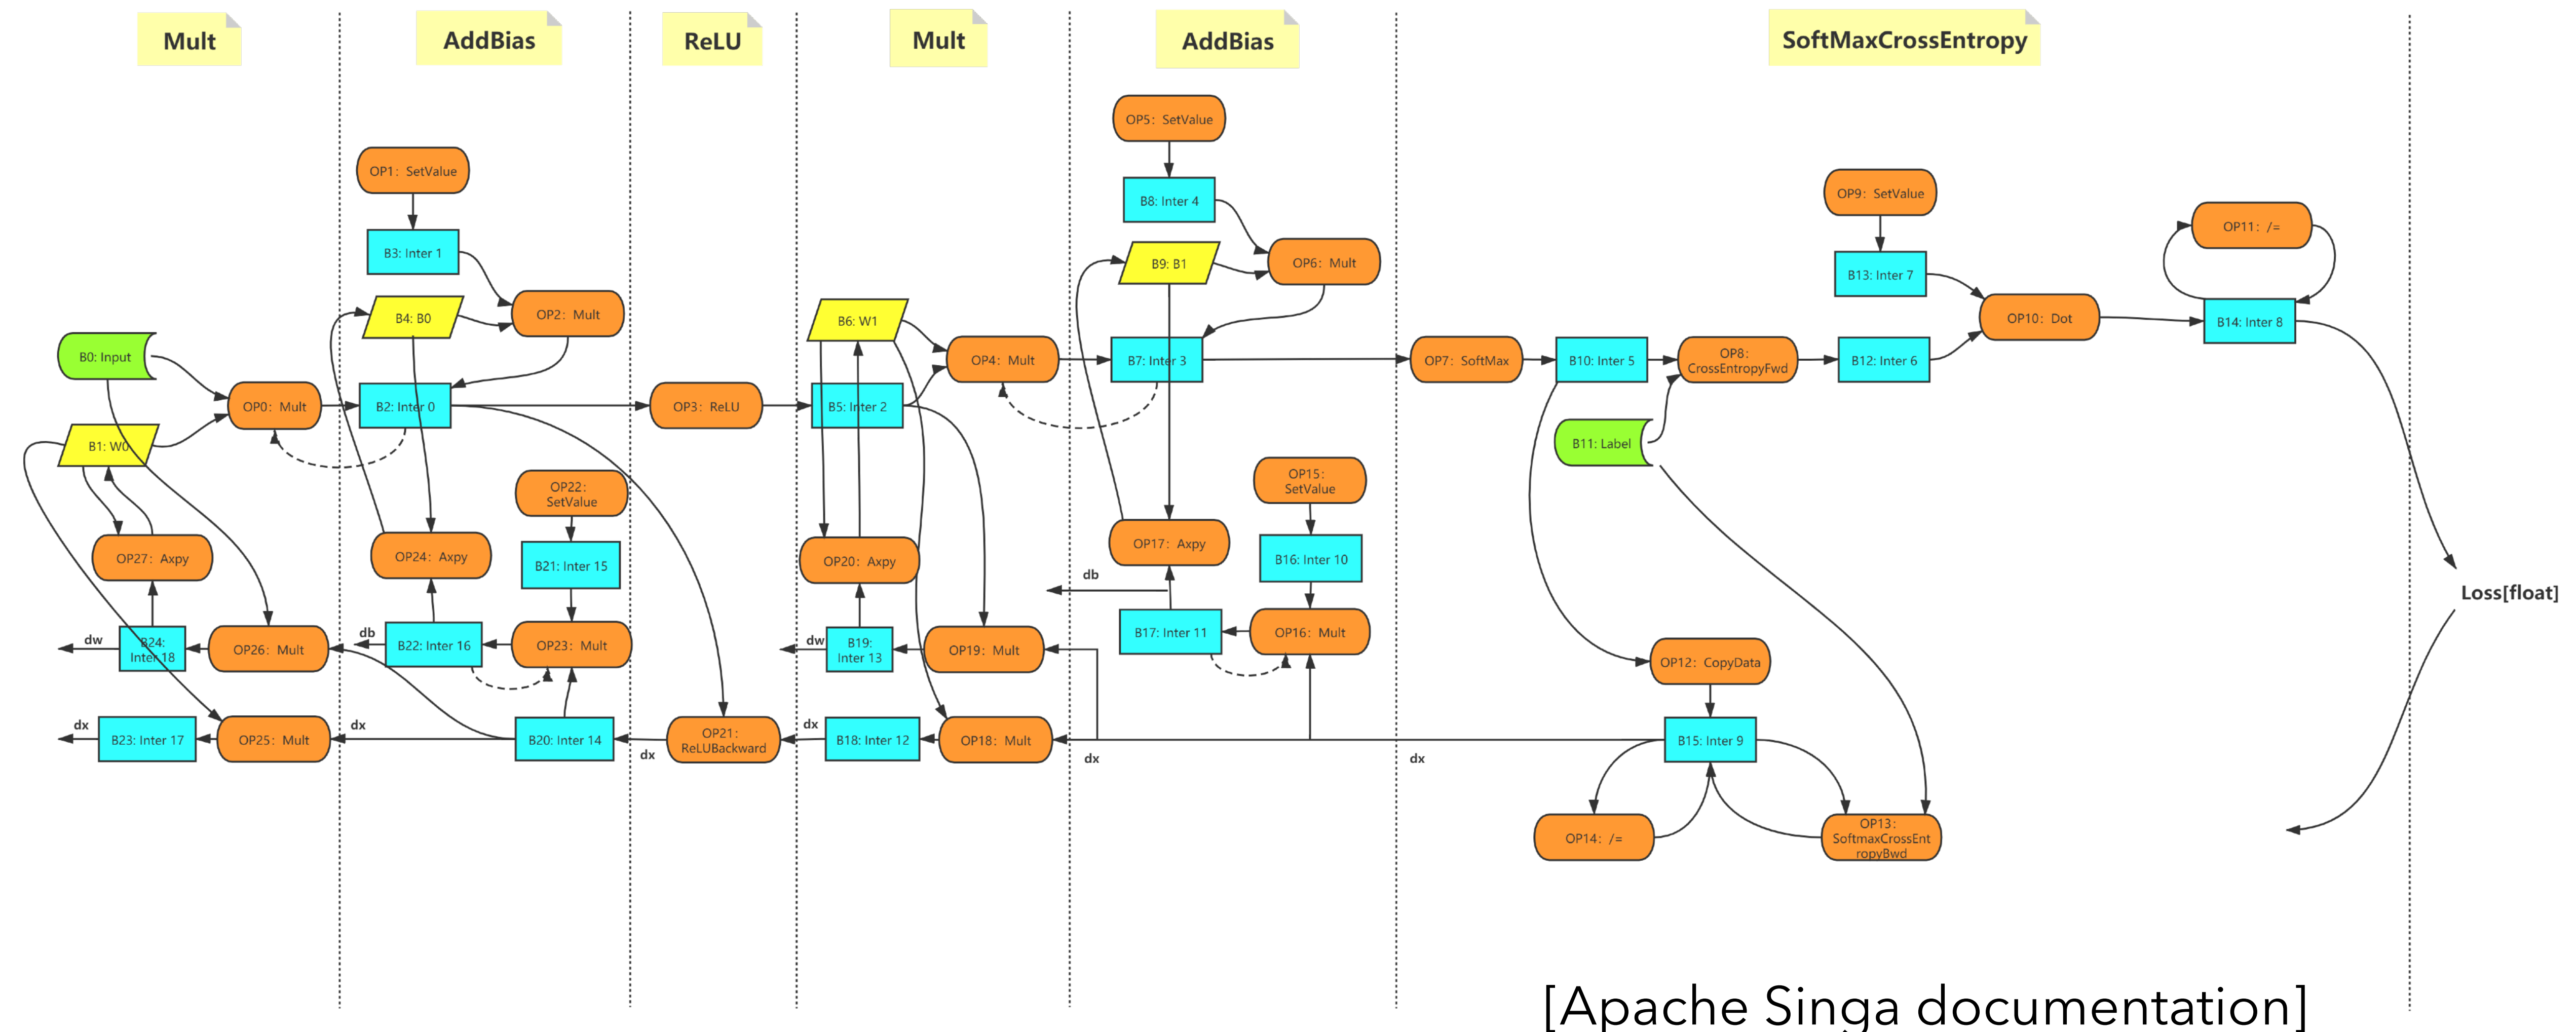 Mult
AddBias
ReLU
Mult
AddBias
SoftMaxCrossEntropy
OP5: SetValue
OP1: SetValue
B8: Inter 4
OP9: SetValue
B3: Inter 1
B9: B1
OP6: Mult
OP11: /=
B13: Inter 7
B4: B0
OP2: Mult
B6: W1
OP10: Dot
B14: Inter 8
B0: Input
OP4: Mult
B7: Inter 3
OP7: SoftMax
B10: Inter 5
OP8:
CrossEntropyFwd
B12: Inter 6
OP0: Mult
B2: Inter 0
OP3: ReLU
B5: Inter 2
B1: W0
B11: Label
OP22:
SetValue
OP15:
SetValue
OP27: Axpy
OP24: Axpy
B21: Inter 15
OP20: Axpy
OP17: Axpy
B16: Inter 10
db
Loss[float]
dw
B24:
Inter 18
OP26: Mult
db
B22: Inter 16
OP23: Mult
dw
B19:
Inter 13
OP19: Mult
B17: Inter 11
OP16: Mult
OP12: CopyData
dx
B23: Inter 17
OP25: Mult
dx
B20: Inter 14
dx
OP21:
ReLUBackward
dx
B18: Inter 12
OP18: Mult
dx
dx
B15: Inter 9
OP14: /=
OP13:
SoftmaxCrossEnt
ropyBwd
[Apache Singa documentation]